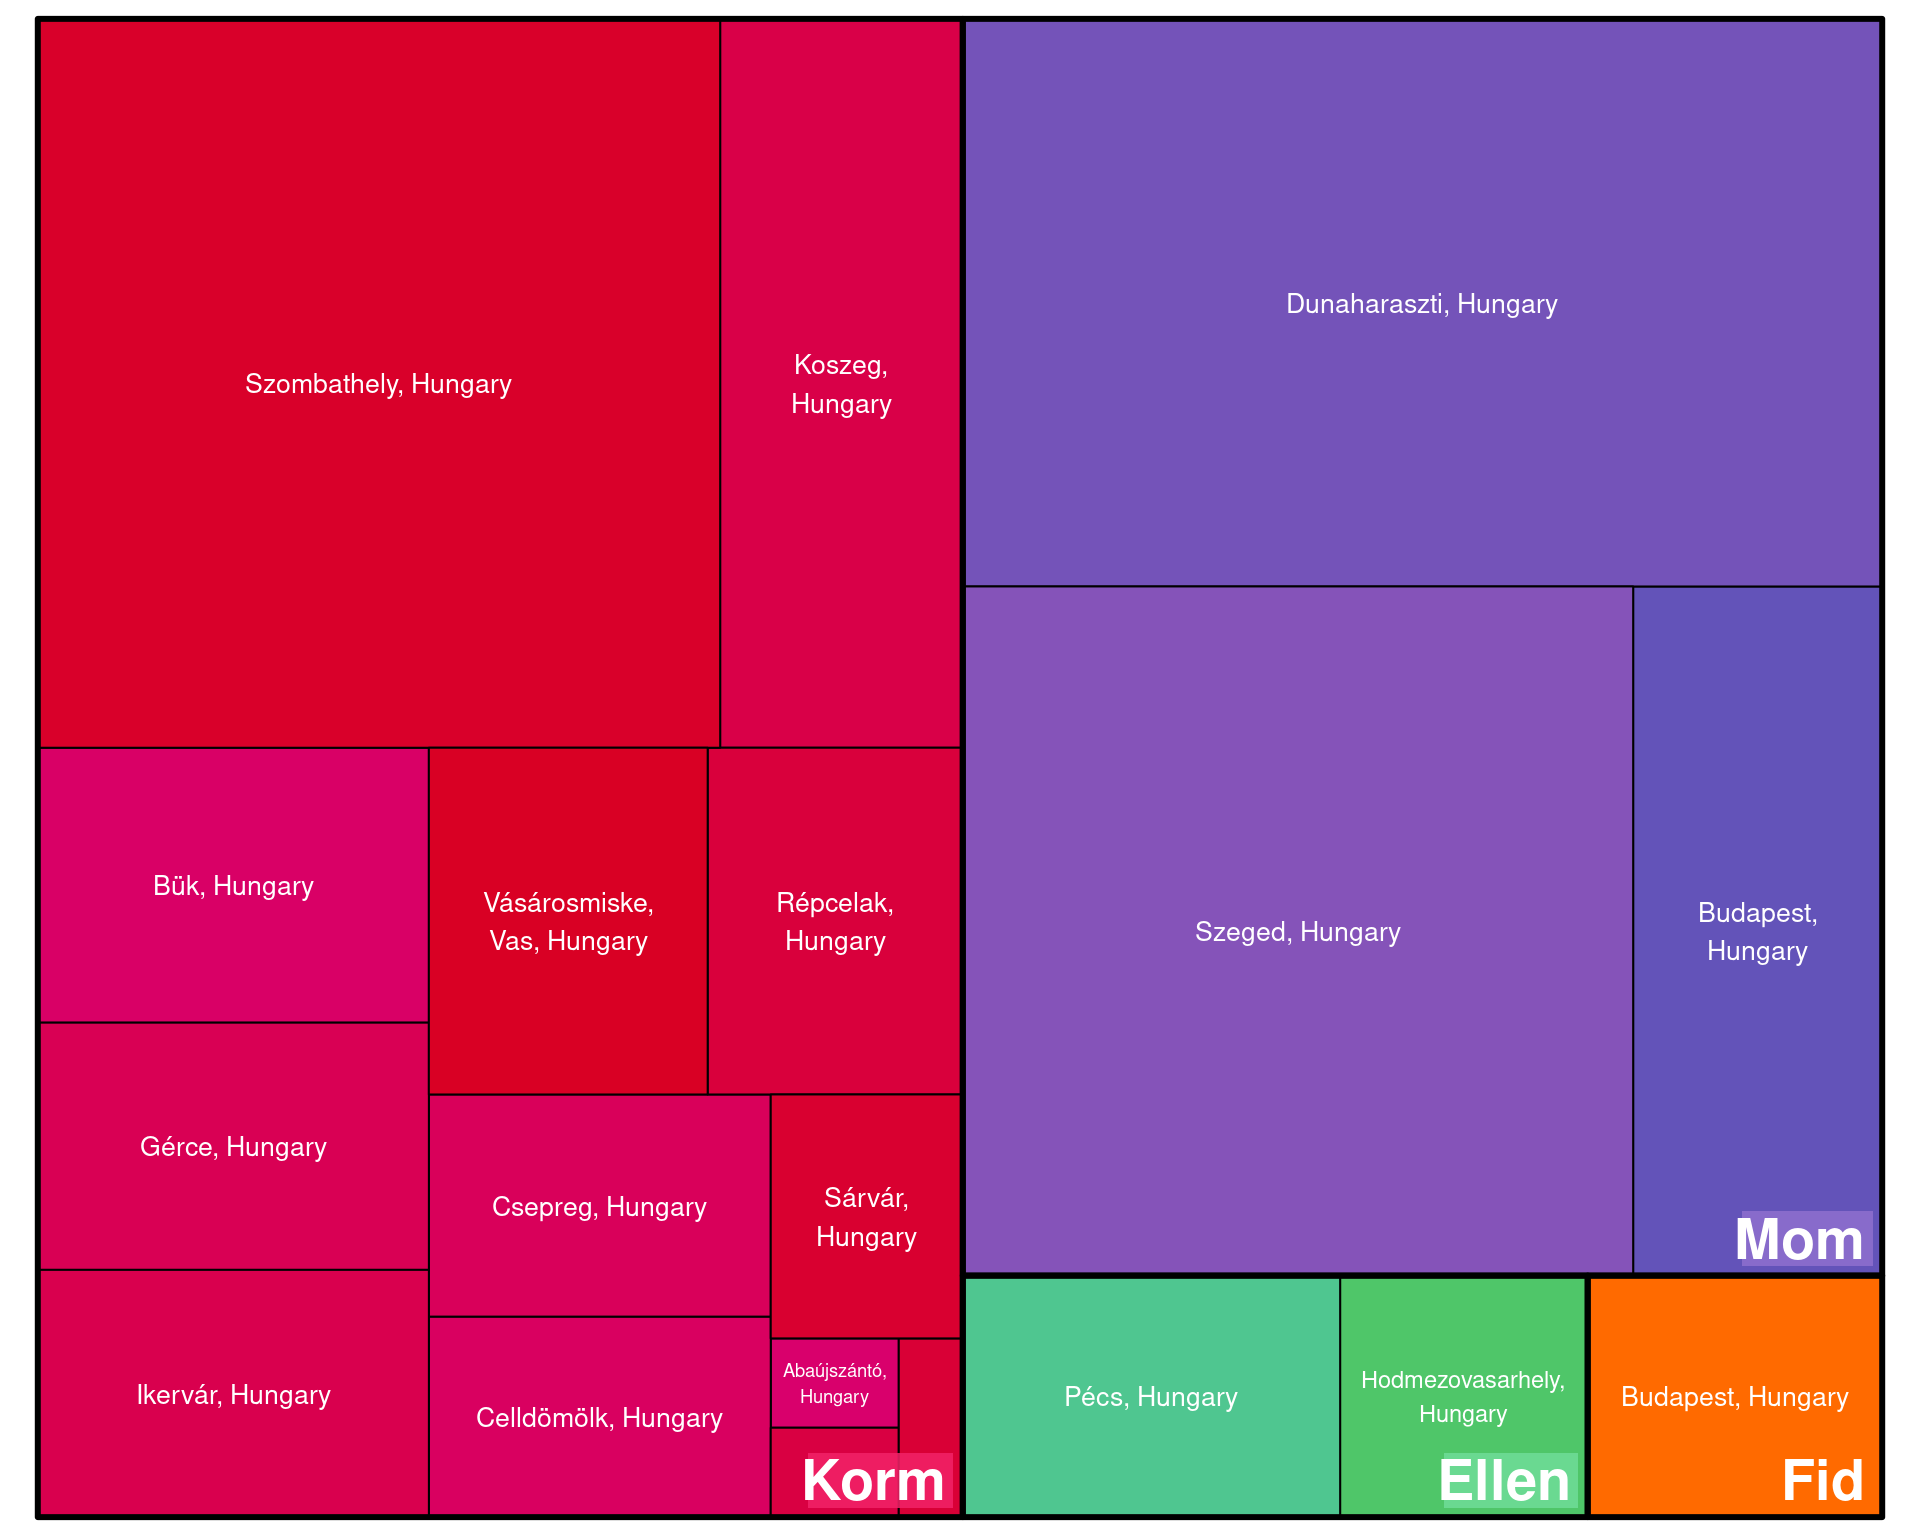 Szombathely, Hungary
Koszeg,
Hungary
Dunaharaszti, Hungary
Bük, Hungary
Vásárosmiske,
Vas, Hungary
Répcelak,
Hungary
Szeged, Hungary
Budapest,
Hungary
Gérce, Hungary
Csepreg, Hungary
Sárvár,
Hungary
Mom
Ikervár, Hungary
Celldömölk, Hungary
Abaújszántó,
Hungary
Korm
Pécs, Hungary
Hodmezovasarhely,
Hungary
Ellen
Budapest, Hungary
Fid